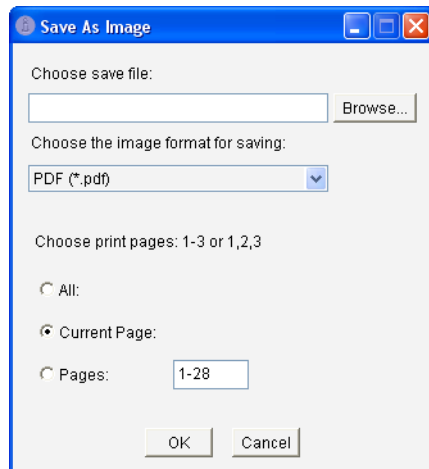 Save As Image
Choose save file:
Browse...
Choose the image format for saving:
PDF (*.pdf)
Choose print pages: 1-3 or 1,2,3
All:
Current Page:
Pages: 1-28
OK Cancel